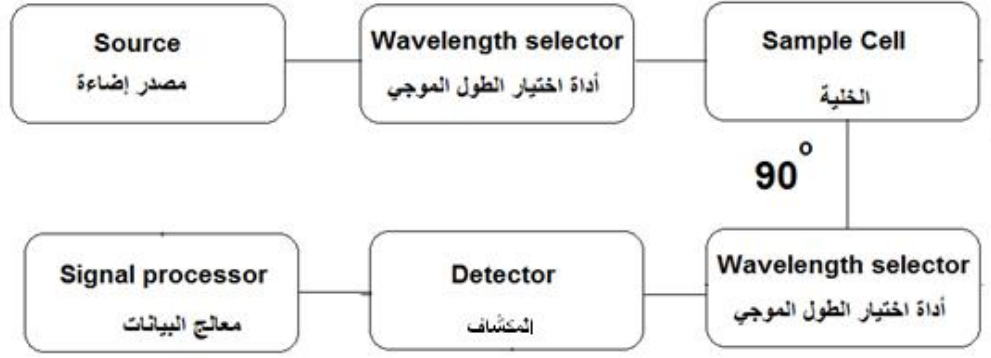 Source
مصدر إضاءة
Wavelength selector
أداة اختيار الطول الموجي
Sample Cell
الخلية
90°
Wavelength selector
أداة اختيار الطول الموجي
Detector
المكشاف
Signal processor
معالج البيانات